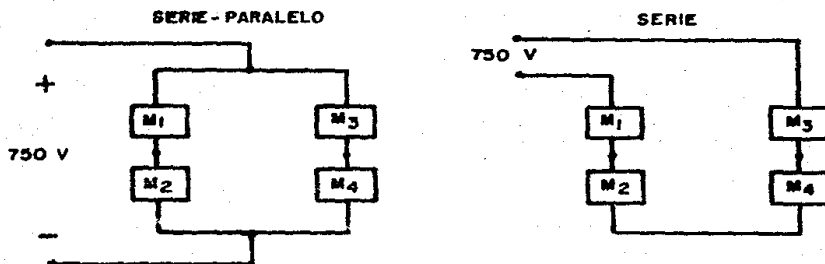 SERIE - PARALELO
+
750 V
-
M1
M2
M3
M4
SERIE
750 V
M1
M2
M3
M4